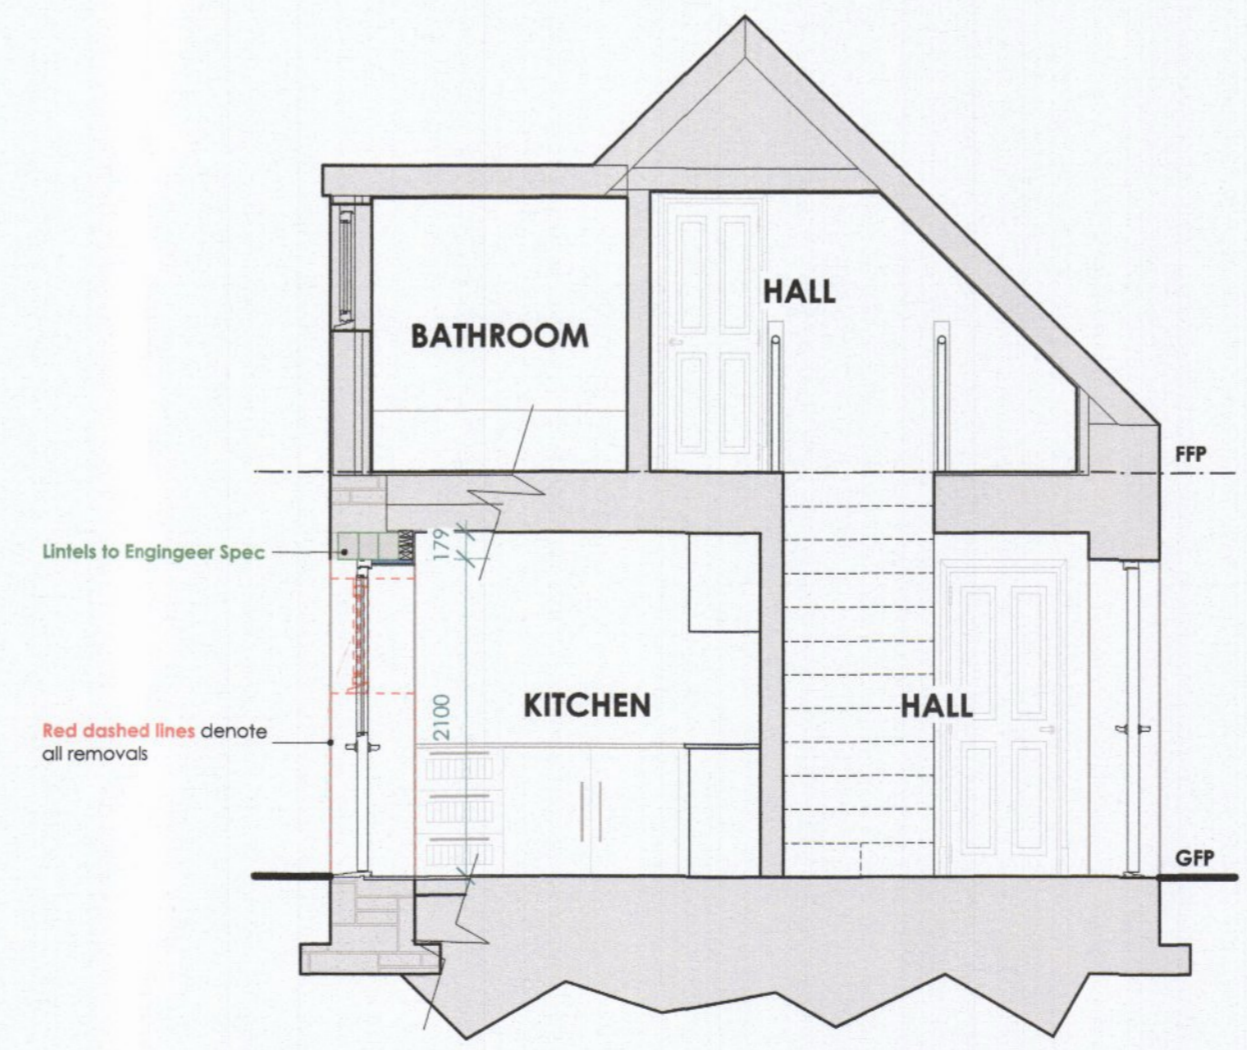 HALL
BATHROOM
FFP
Lintels to Engingeer Spec
179
KITCHEN
HALL
2100
Red dashed lines denote
all removals
GFP